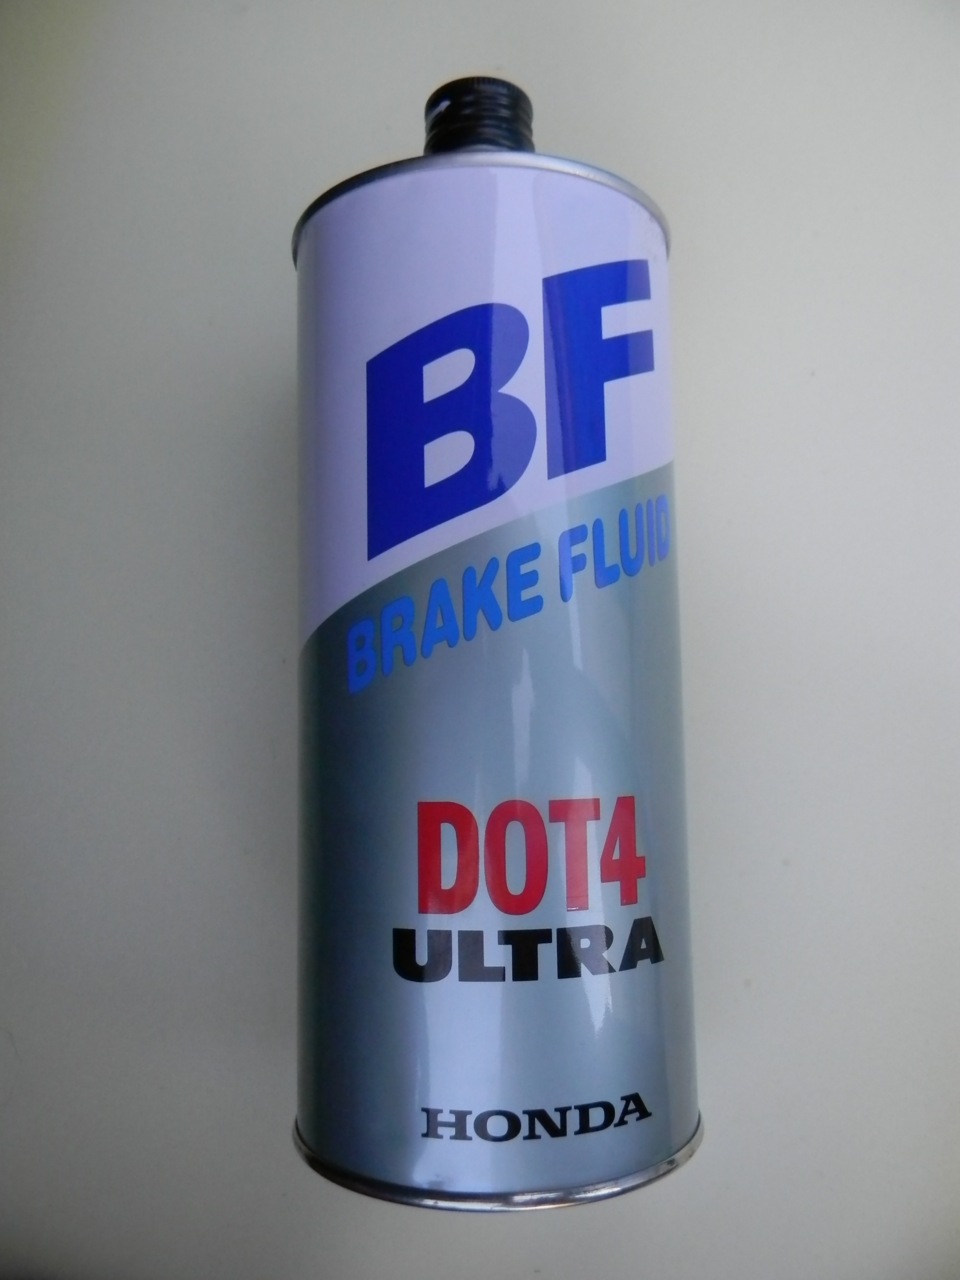 BF
BRAKE FLUID
DOT4
ULTRA
HONDA